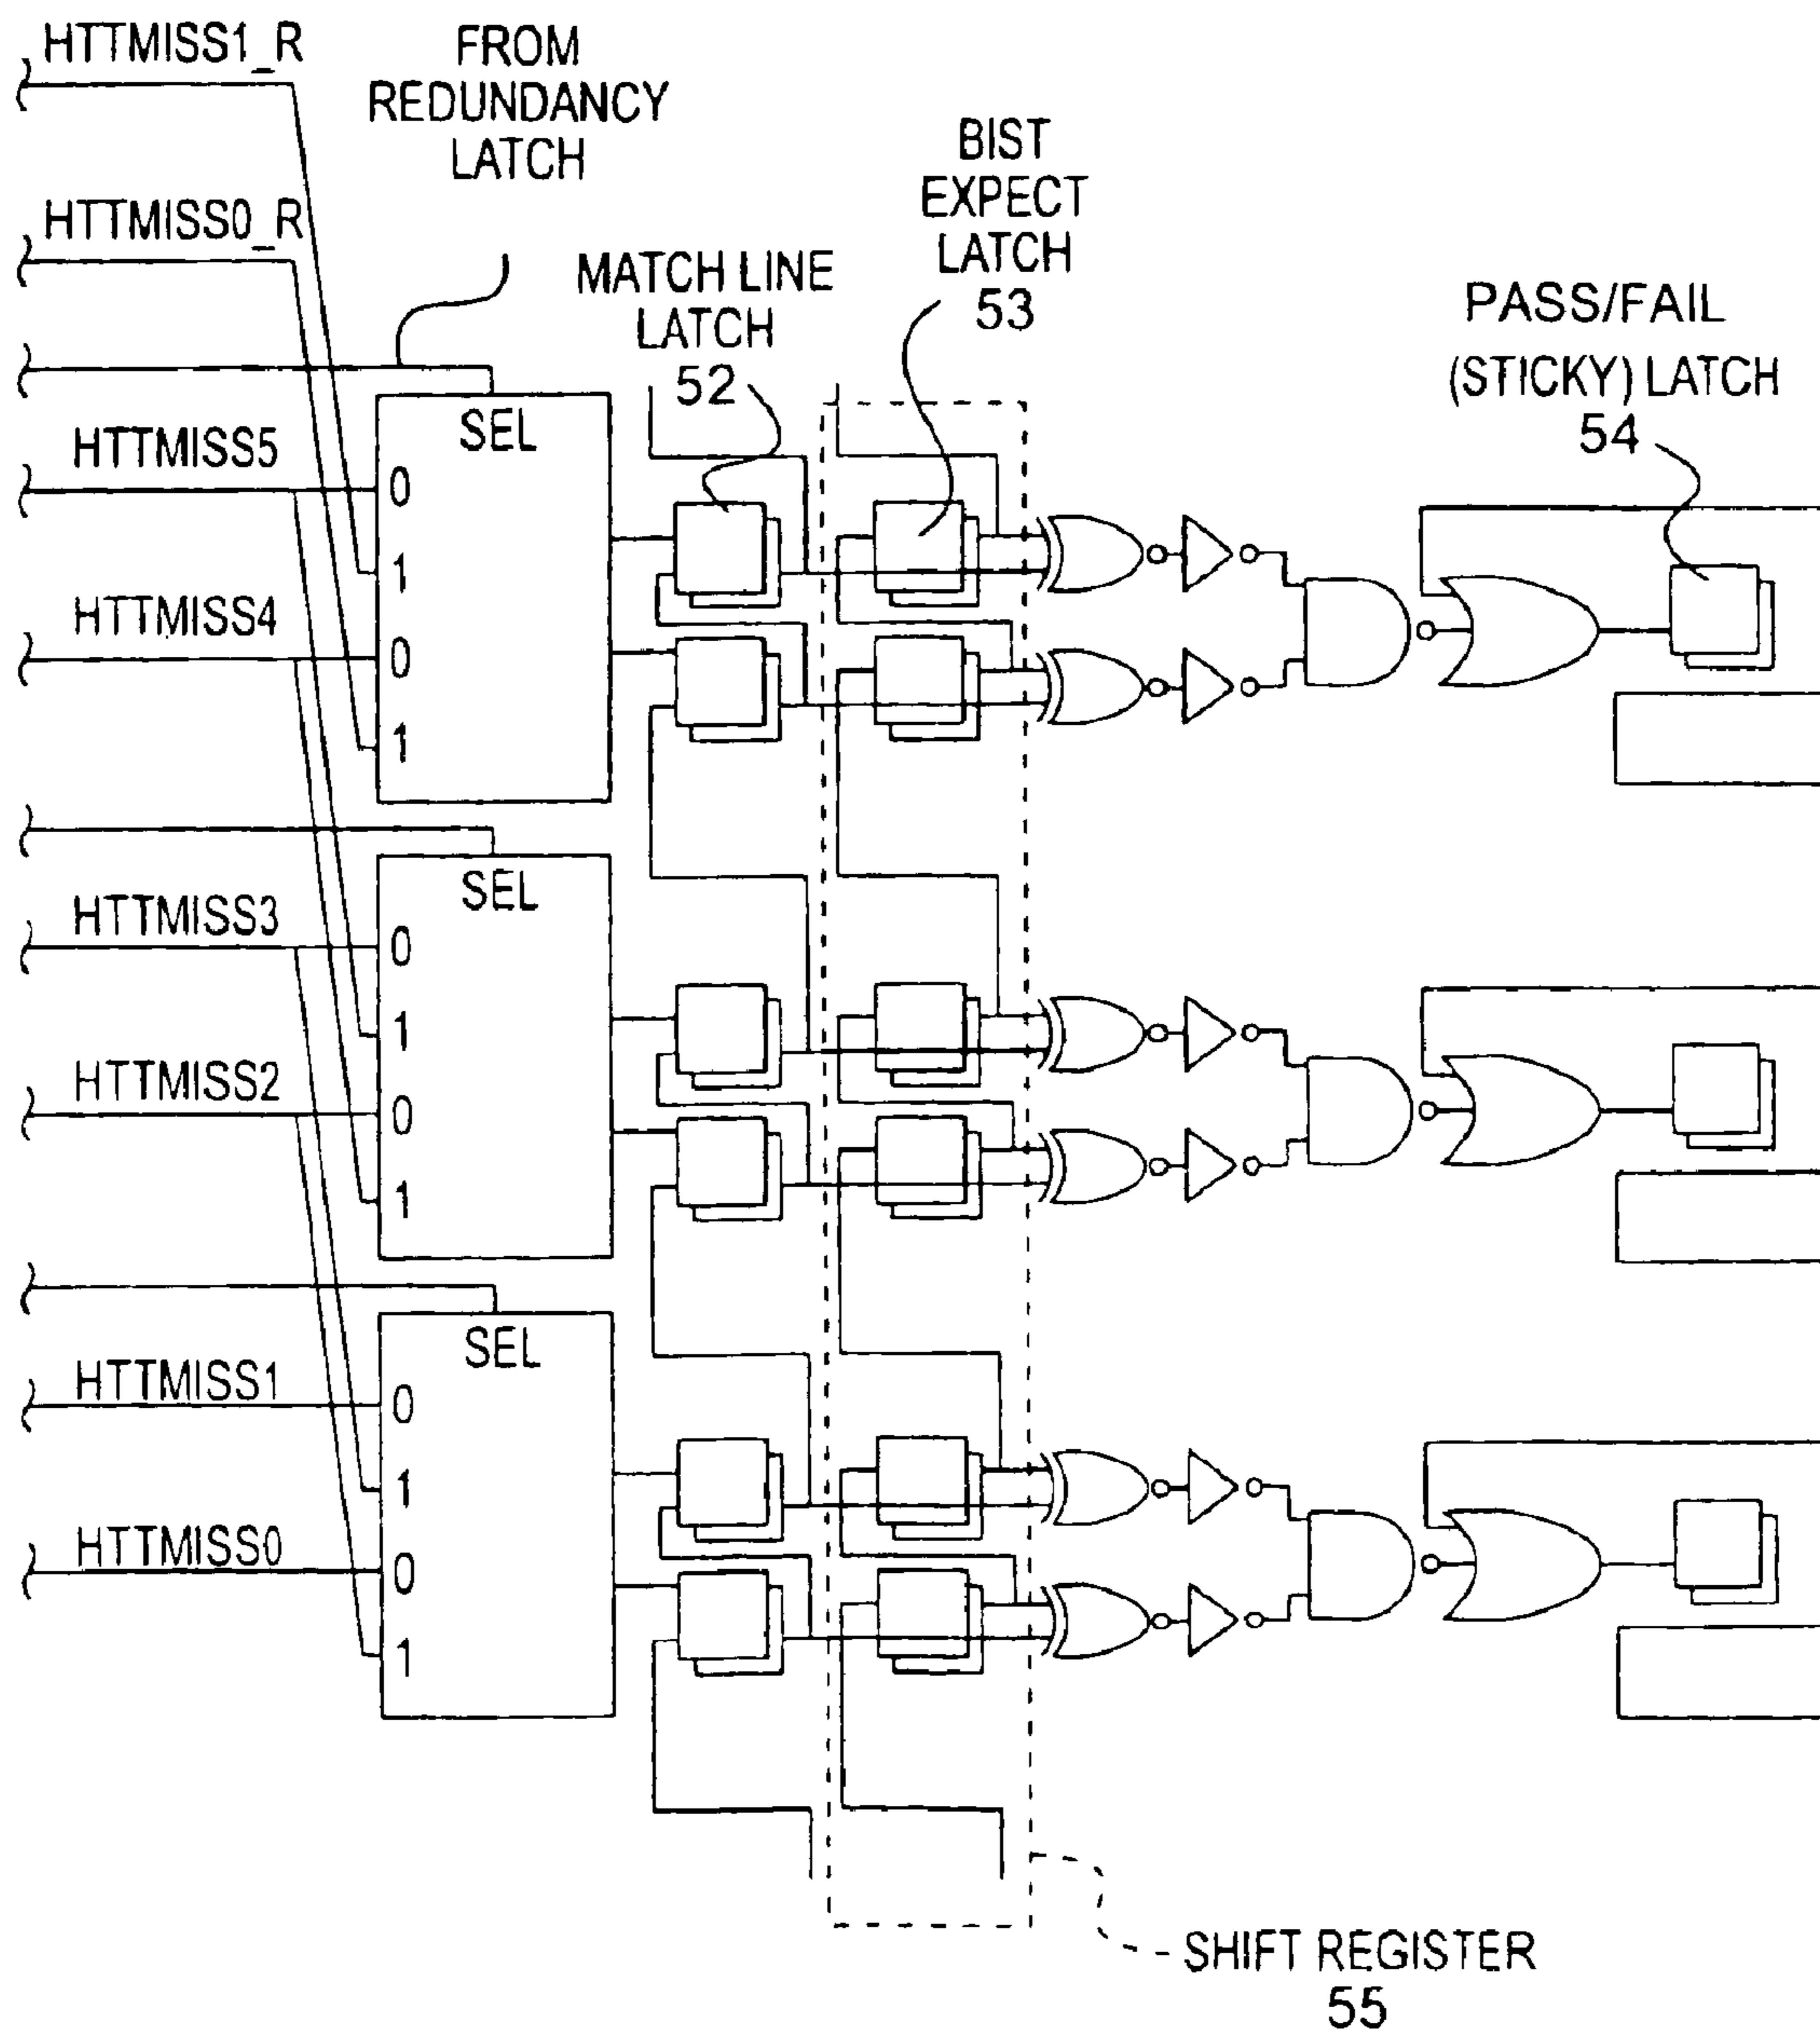 HTTMISS1_R
FROM
REDUNDANCY
LATCH
BIST
EXPECT
LATCH
53
HTTMISS0_R
MATCH LINE
LATCH
52
PASS/FAIL
(STICKY) LATCH
54
SEL
HTTMISS5
0
1
HTTMISS4
0
1
SEL
HTTMISS3
0
1
HTTMISS2
0
1
SEL
HTTMISS1
0
1
HTTMISS0
0
1
SHIFT REGISTER
55